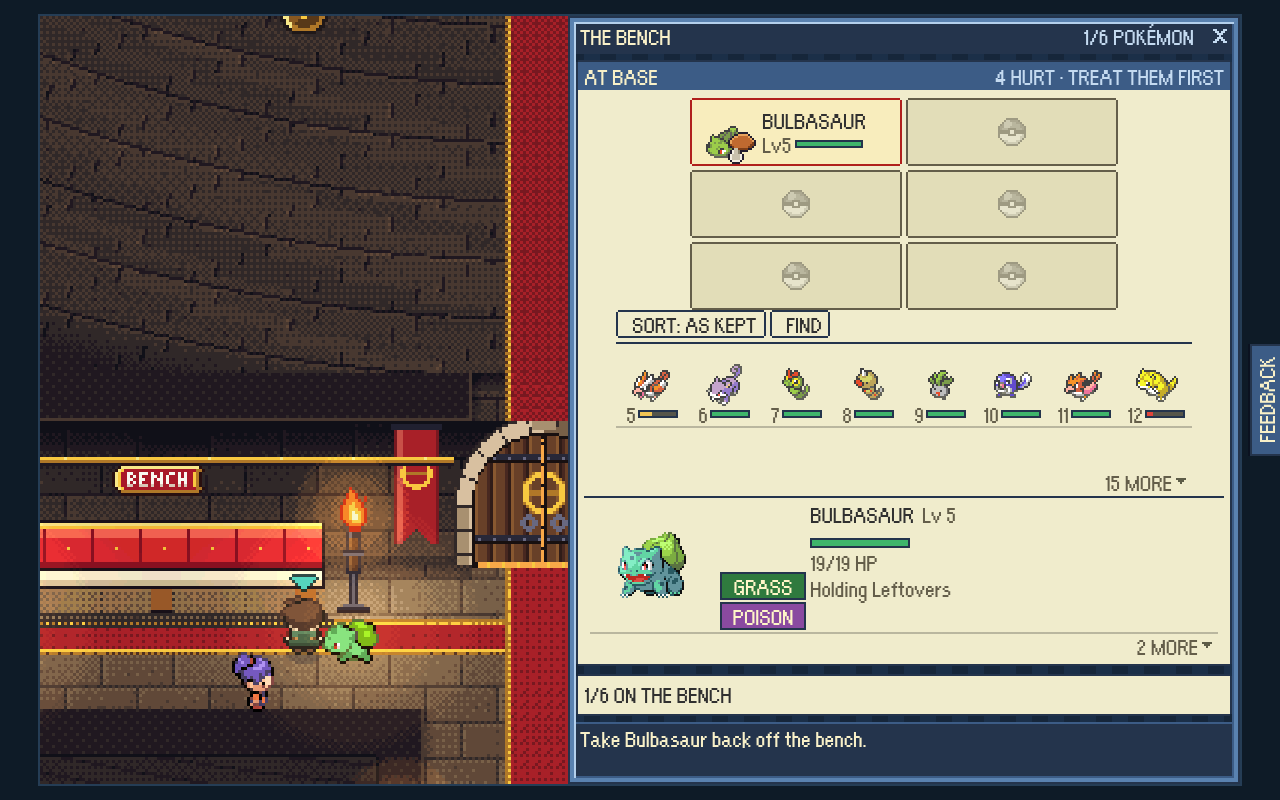 THE BENCH 1/6 POKÉMON X
AT BASE 4 HURT · TREAT THEM FIRST
BULBASAUR
Lv5
SORT: AS KEPT FIND
5 6 7 8 9 10 11 12
15 MORE
BULBASAUR Lv 5
19/19 HP
GRASS Holding Leftovers
POISON
2 MORE
1/6 ON THE BENCH
Take Bulbasaur back off the bench.
BENCH
FEEDBACK